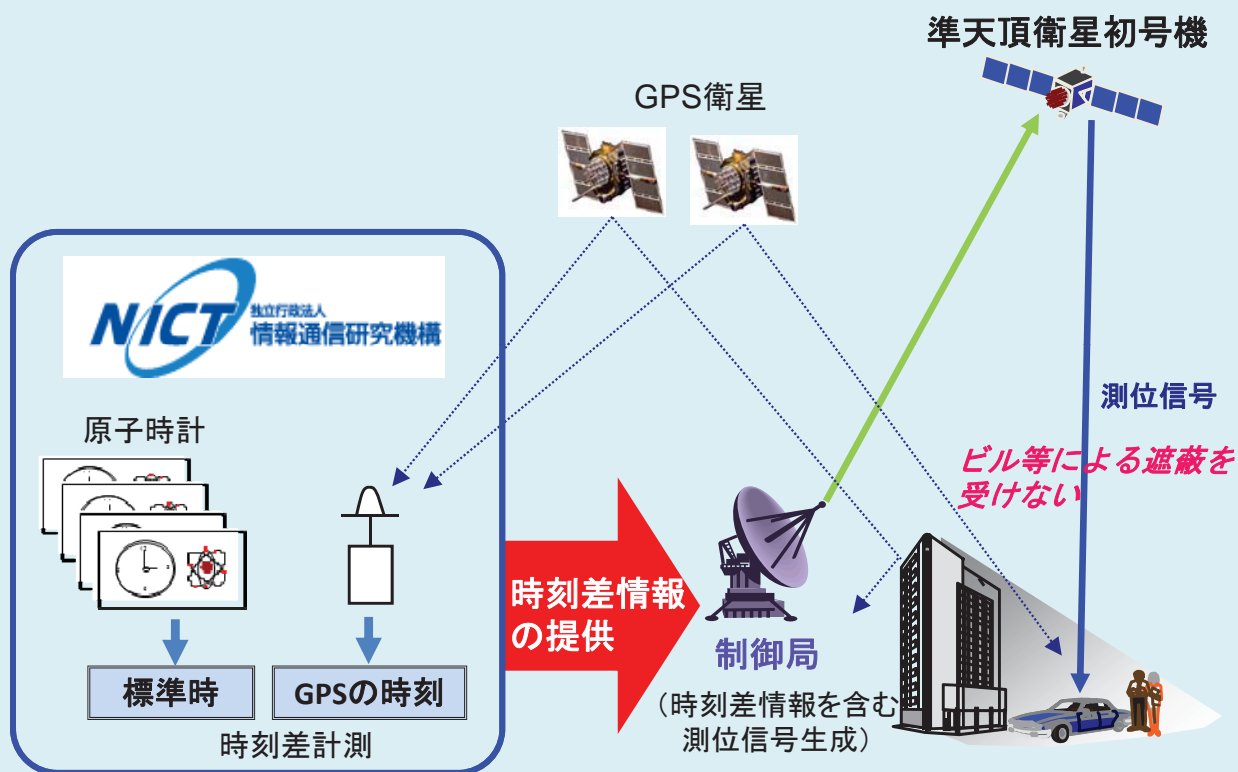 準天頂衛星初号機
GPS衛星
NICT
独立行政法人
情報通信研究機構
測位信号
原子時計
ビル等による遮蔽を
受けない
時刻差情報
の提供
制御局
標準時
GPSの時刻
（時刻差情報を含む
測位信号生成）
時刻差計測